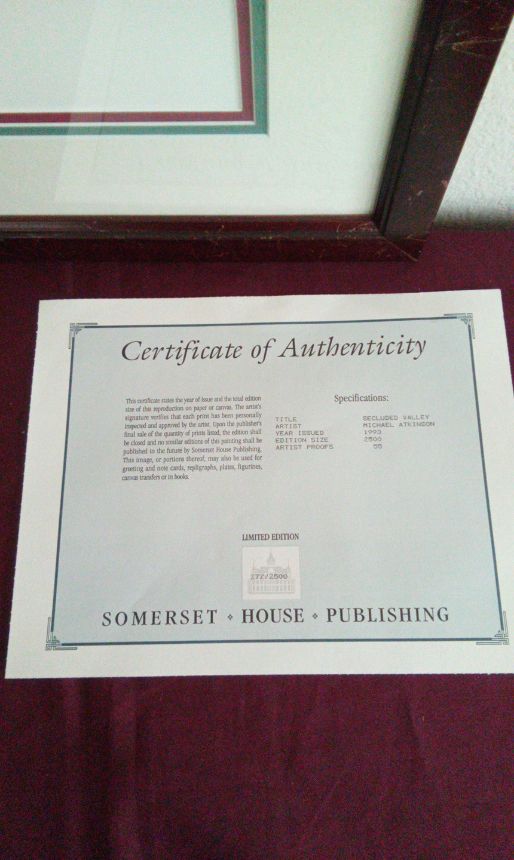 Certificate of Authenticity
This certificate states the year of issue and the total edition
size of this reproduction on paper or canvas. The artist's
signature verifies that each print has been personally
inspected and approved by the artist. Upon the publisher's
final sale of the quantity of prints listed, the edition shall
be closed and no similar editions of this painting shall be
published in the future by Somerset House Publishing.
This image, or portions thereof, may also be used for
greeting and note cards, repligraphs, plates, figurines,
canvas transfers or in books.
Specifications:
TITLE SECLUDED VALLEY
ARTIST MICHAEL ATKINSON
YEAR ISSUED 1993
EDITION SIZE 2500
ARTIST PROOFS 55
LIMITED EDITION
277/2500
SOMERSET ⋄ HOUSE ⋄ PUBLISHING